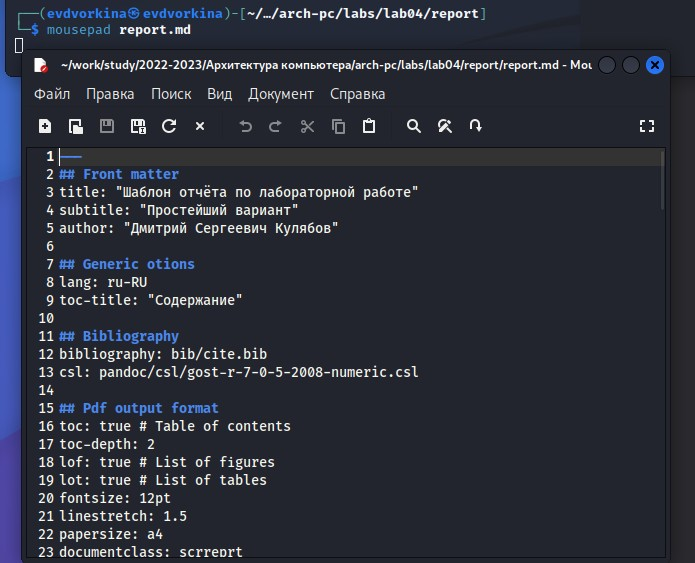 ┌──(evdvorkina㉿evdvorkina)-[~/…/arch-pc/labs/lab04/report]
└─$ mousepad report.md
~/work/study/2022-2023/Архитектура компьютера/arch-pc/labs/lab04/report/report.md - Mou
Файл Правка Поиск Вид Документ Справка
1 ---
2 ## Front matter
3 title: "Шаблон отчёта по лабораторной работе"
4 subtitle: "Простейший вариант"
5 author: "Дмитрий Сергеевич Кулябов"
6
7 ## Generic otions
8 lang: ru-RU
9 toc-title: "Содержание"
10
11 ## Bibliography
12 bibliography: bib/cite.bib
13 csl: pandoc/csl/gost-r-7-0-5-2008-numeric.csl
14
15 ## Pdf output format
16 toc: true # Table of contents
17 toc-depth: 2
18 lof: true # List of figures
19 lot: true # List of tables
20 fontsize: 12pt
21 linestretch: 1.5
22 papersize: a4
23 documentclass: scrreprt